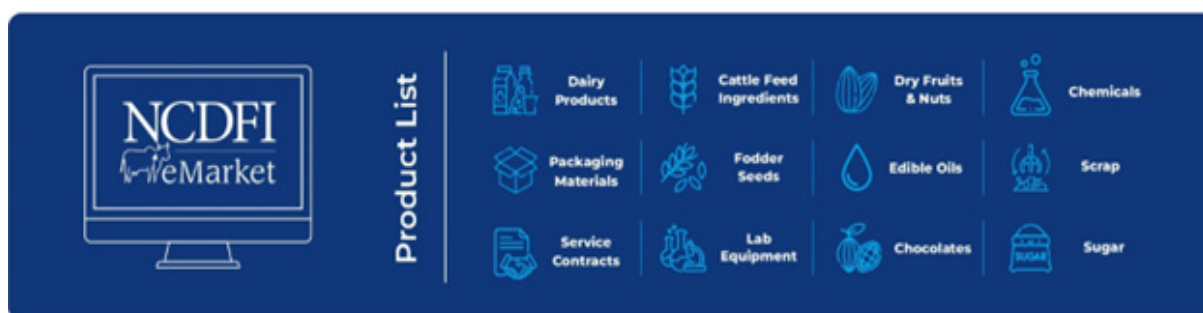 NCDFI
eMarket
Product List
Dairy
Products
Cattle Feed
Ingredients
Dry Fruits
& Nuts
Chemicals
Packaging
Materials
Fodder
Seeds
Edible Oils
Scrap
Service
Contracts
Lab
Equipment
Chocolates
SUGAR
Sugar